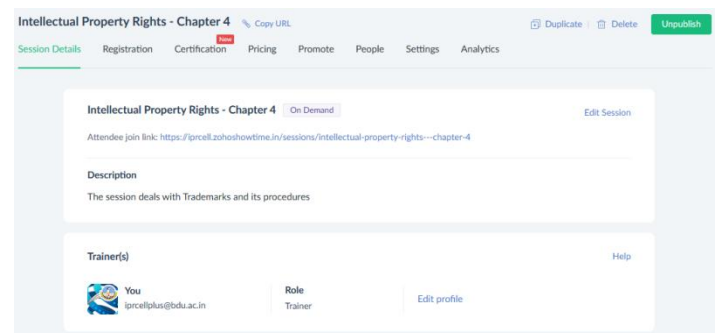 Intellectual Property Rights - Chapter 4 Copy URL Duplicate Delete Unpublish
New
Session Details Registration Certification Pricing Promote People Settings Analytics
Intellectual Property Rights - Chapter 4 On Demand Edit Session
Attendee join link: https://iprcell.zohoshowtime.in/sessions/intellectual-property-rights---chapter-4
Description
The session deals with Trademarks and its procedures
Trainer(s) Help
You Role
iprcellplus@bdu.ac.in Trainer Edit profile